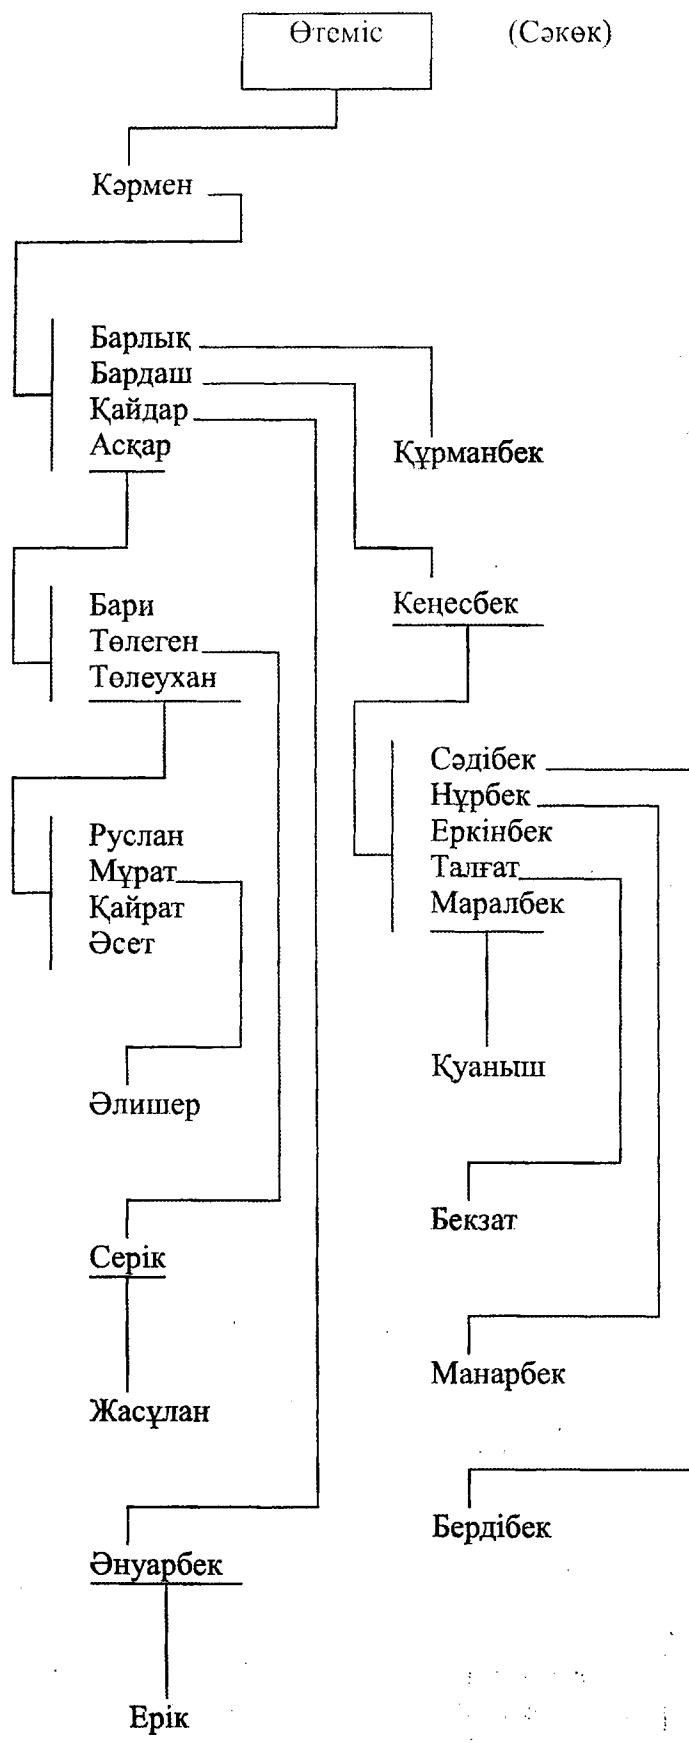 Өтеміс (Сәкөк)
Кәрмен
Барлық
Бардаш
Қайдар
Асқар
Құрманбек
Бари
Төлеген
Төлеухан
Кеңесбек
Сәдібек
Нұрбек
Еркінбек
Талғат
Маралбек
Руслан
Мұрат
Қайрат
Әсет
Қуаныш
Әлишер
Бекзат
Серік
Манарбек
Жасұлан
Бердібек
Әнуарбек
Ерік